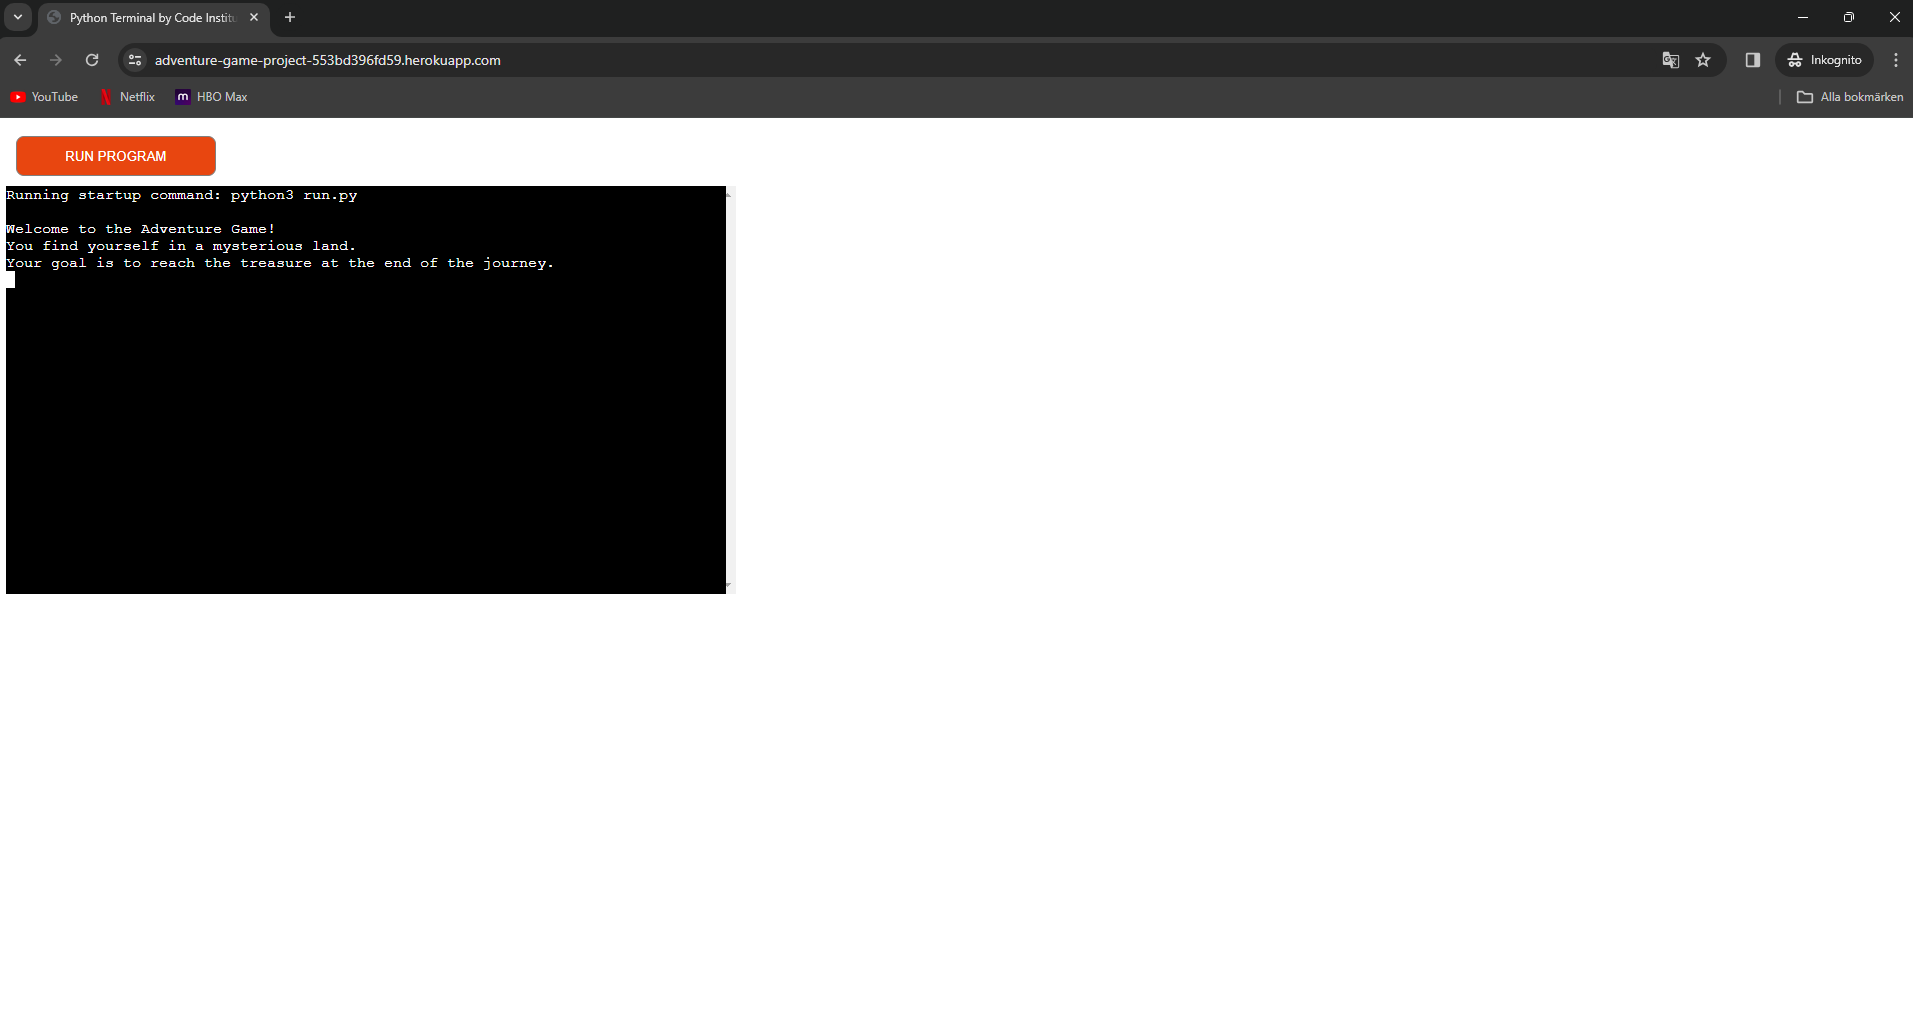 Python Terminal by Code Institu
adventure-game-project-553bd396fd59.herokuapp.com
Inkognito
YouTube
Netflix
m HBO Max
Alla bokmärken
RUN PROGRAM
Running startup command: python3 run.py
Welcome to the Adventure Game!
You find yourself in a mysterious land.
Your goal is to reach the treasure at the end of the journey.